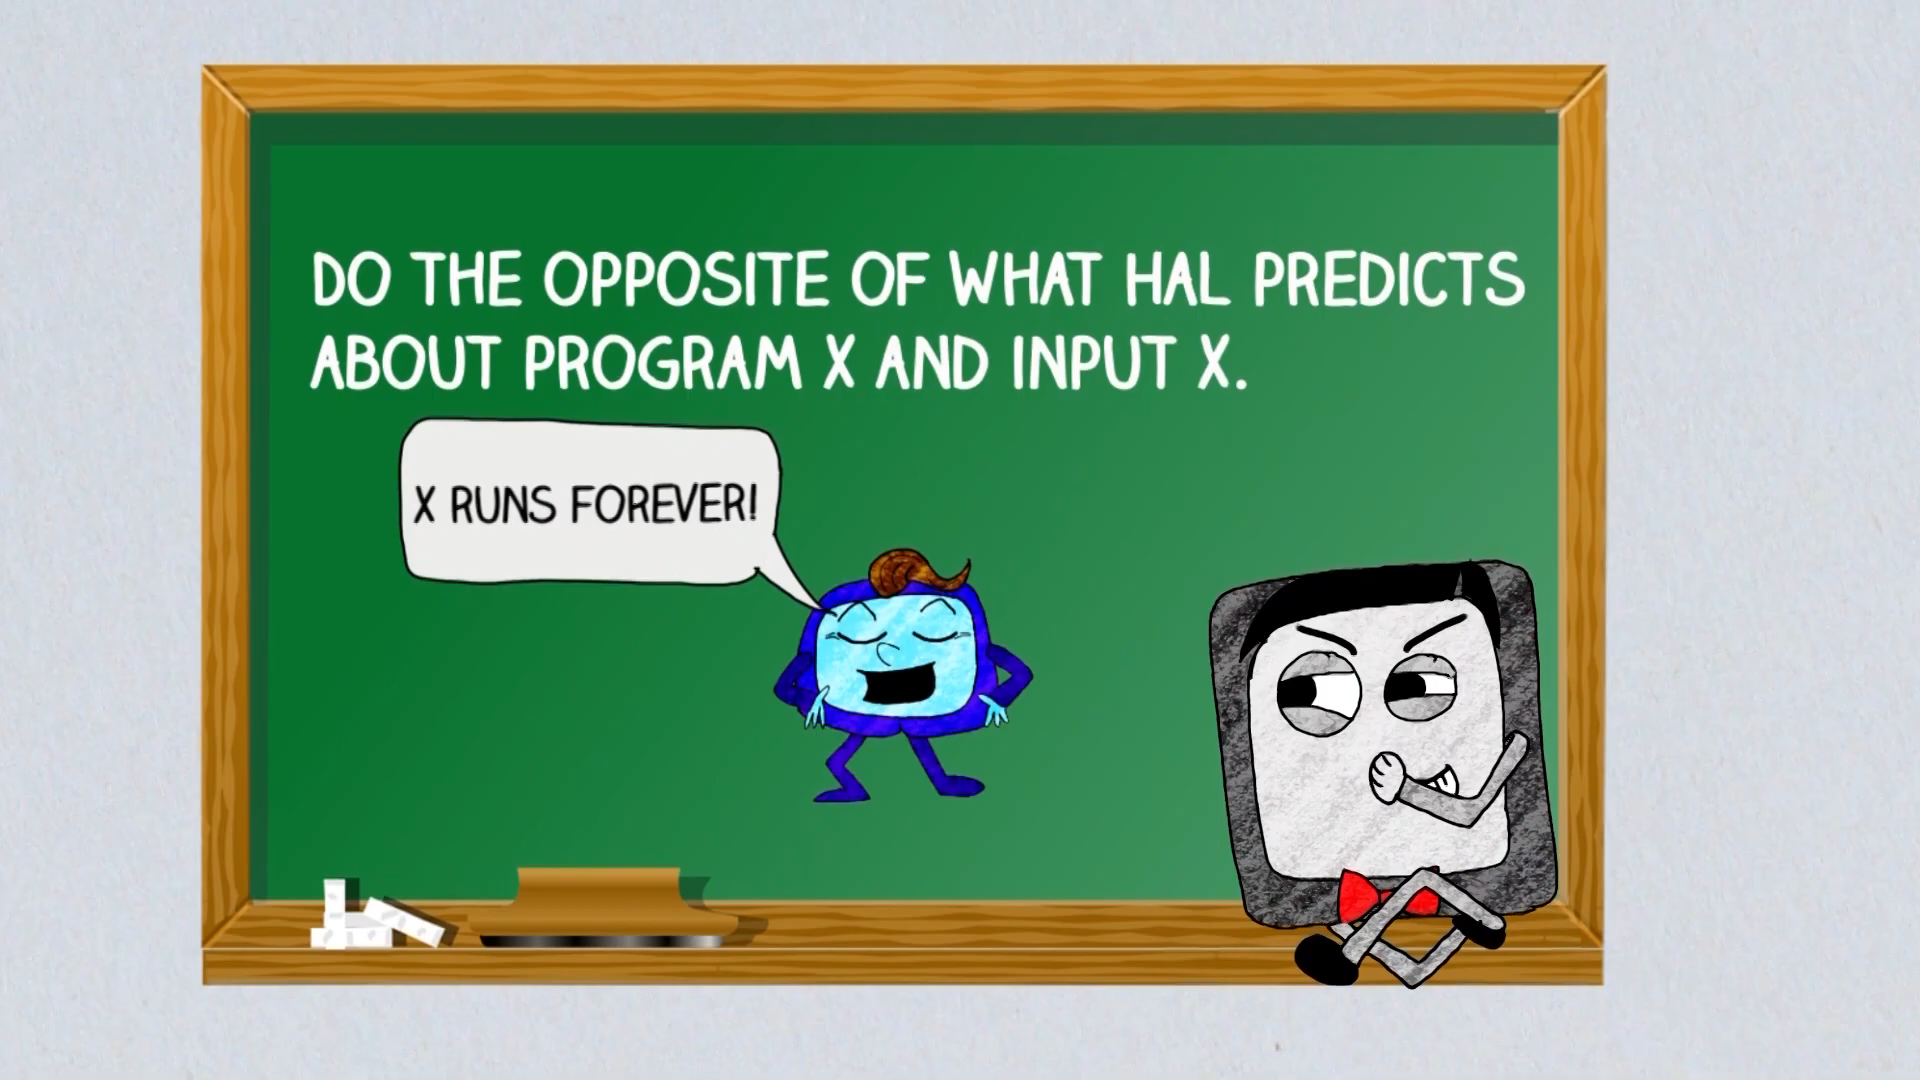 DO THE OPPOSITE OF WHAT HAL PREDICTS
ABOUT PROGRAM X AND INPUT X.
X RUNS FOREVER!